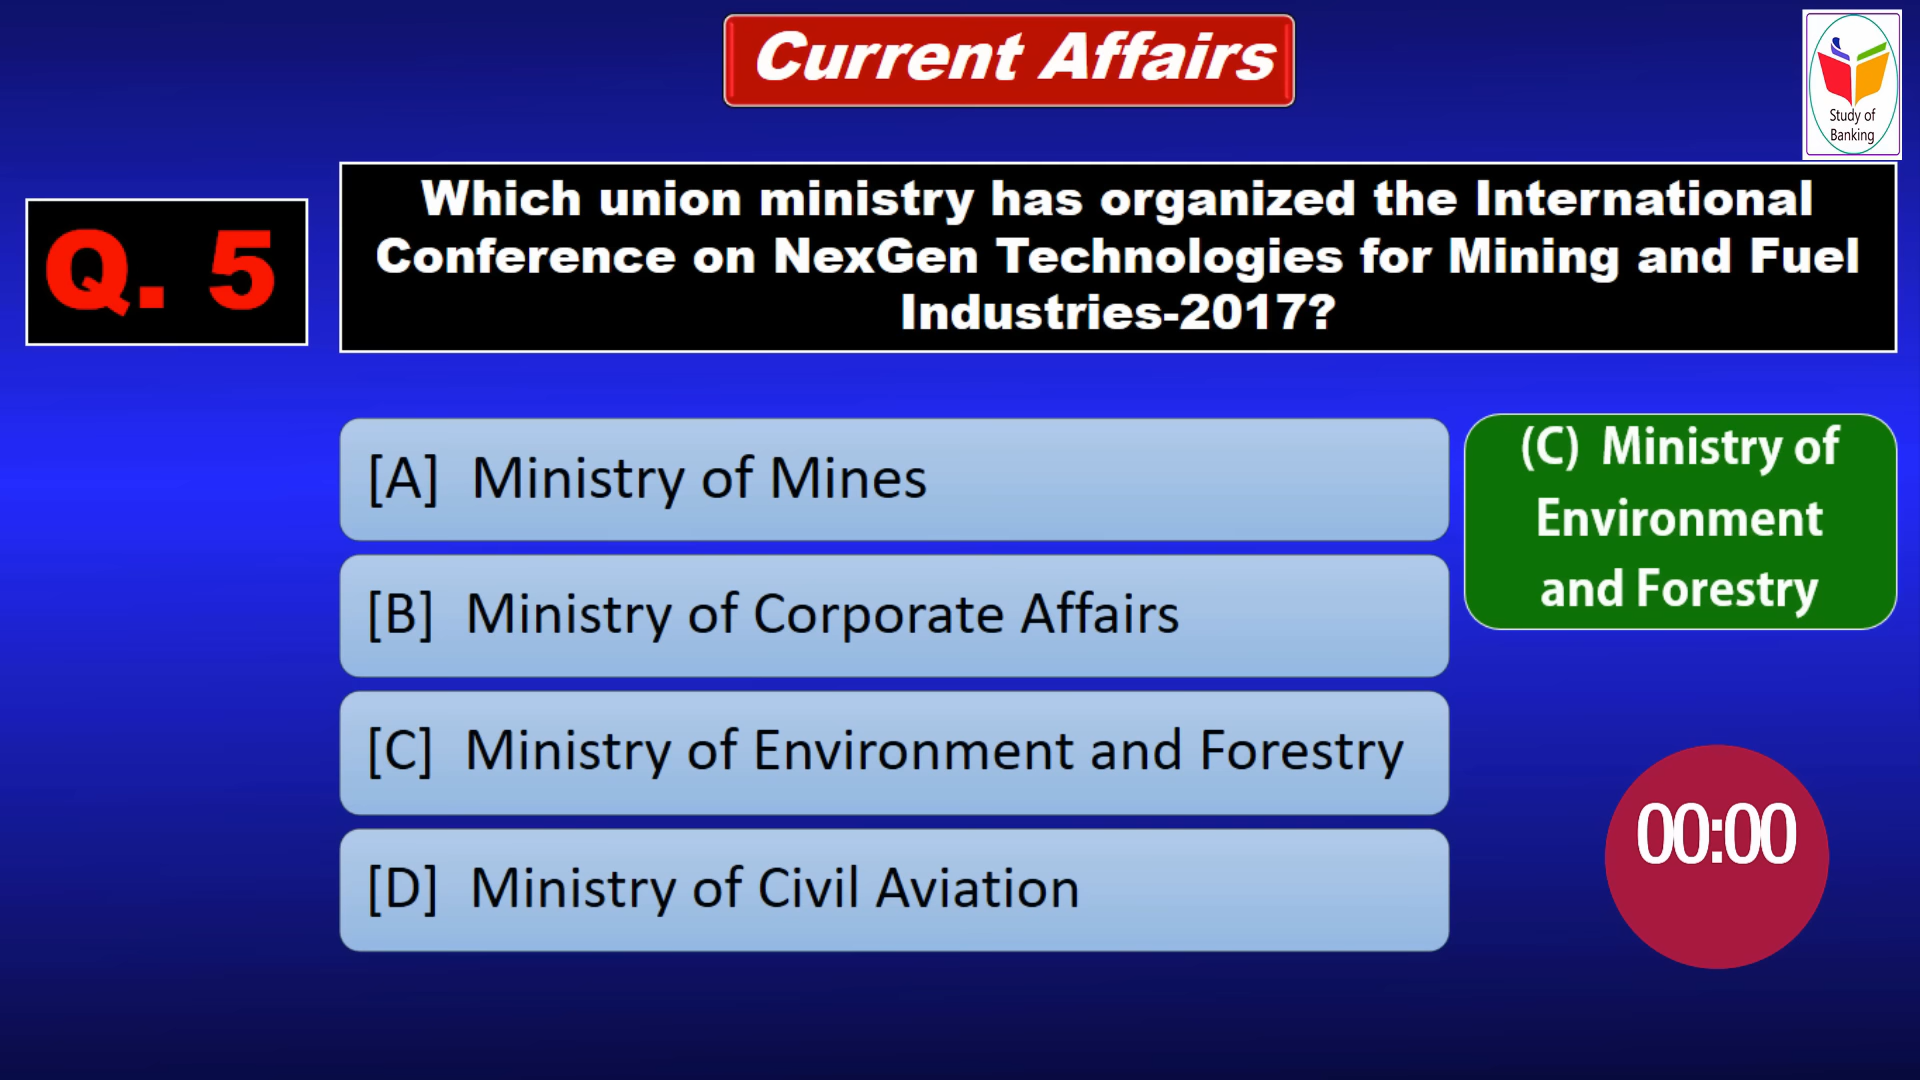 Current Affairs
Study of
Banking
Q. 5
Which union ministry has organized the International
Conference on NexGen Technologies for Mining and Fuel
Industries-2017?
[A] Ministry of Mines
[B] Ministry of Corporate Affairs
[C] Ministry of Environment and Forestry
[D] Ministry of Civil Aviation
(C) Ministry of
Environment
and Forestry
00:00